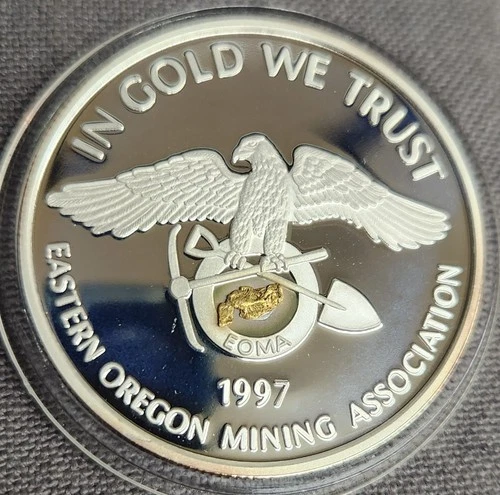 IN GOLD WE TRUST
EOMA
1997
EASTERN OREGON MINING ASSOCIATION